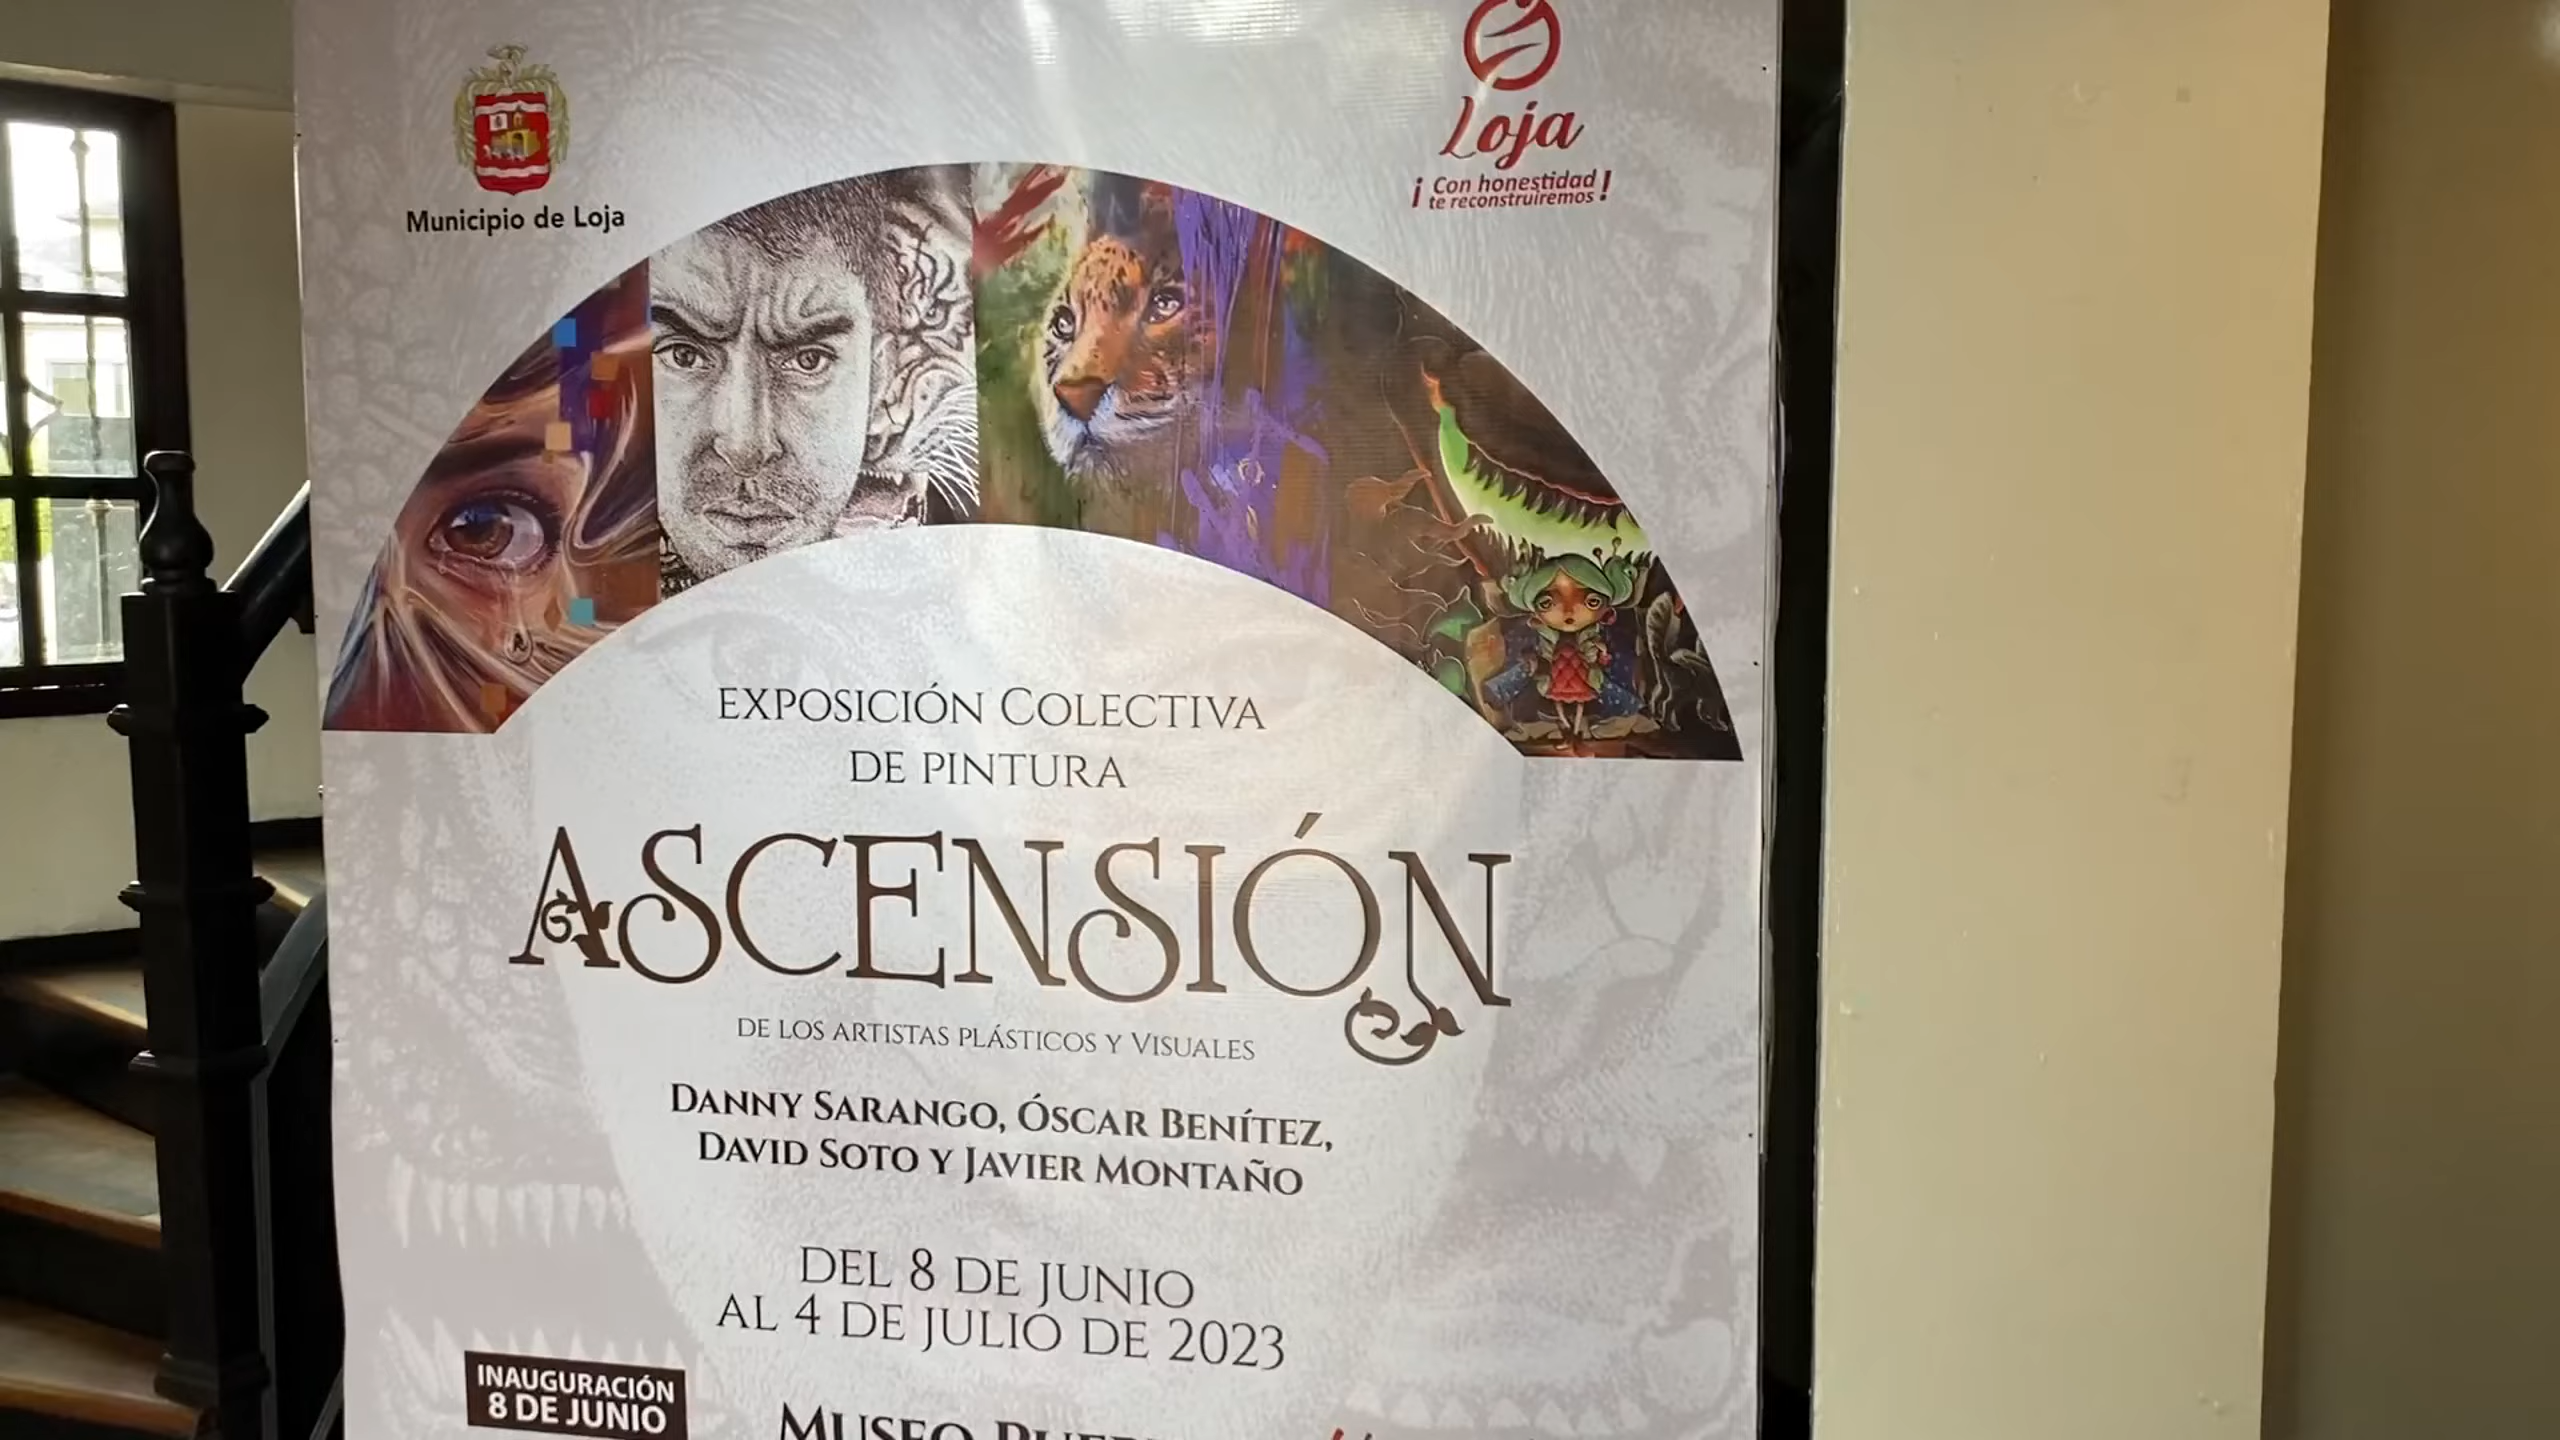 Municipio de Loja
Loja
¡Con honestidad
te reconstruiremos!
EXPOSICIÓN COLECTIVA
DE PINTURA
ASCENSIÓN
DE LOS ARTISTAS PLÁSTICOS Y VISUALES
DANNY SARANGO, ÓSCAR BENÍTEZ,
DAVID SOTO Y JAVIER MONTAÑO
DEL 8 DE JUNIO
AL 4 DE JULIO DE 2023
INAUGURACIÓN
8 DE JUNIO
MUSEO